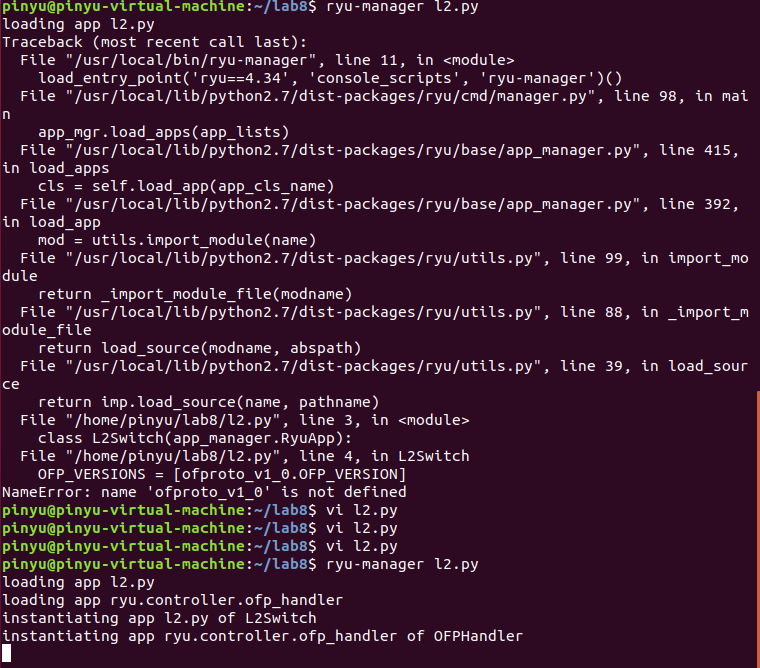 pinyu@pinyu-virtual-machine:~/lab8$ ryu-manager l2.py
loading app l2.py
Traceback (most recent call last):
  File "/usr/local/bin/ryu-manager", line 11, in <module>
    load_entry_point('ryu==4.34', 'console_scripts', 'ryu-manager')()
  File "/usr/local/lib/python2.7/dist-packages/ryu/cmd/manager.py", line 98, in mai
n
    app_mgr.load_apps(app_lists)
  File "/usr/local/lib/python2.7/dist-packages/ryu/base/app_manager.py", line 415,
in load_apps
    cls = self.load_app(app_cls_name)
  File "/usr/local/lib/python2.7/dist-packages/ryu/base/app_manager.py", line 392,
in load_app
    mod = utils.import_module(name)
  File "/usr/local/lib/python2.7/dist-packages/ryu/utils.py", line 99, in import_mo
dule
    return _import_module_file(modname)
  File "/usr/local/lib/python2.7/dist-packages/ryu/utils.py", line 88, in _import_m
odule_file
    return load_source(modname, abspath)
  File "/usr/local/lib/python2.7/dist-packages/ryu/utils.py", line 39, in load_sour
ce
    return imp.load_source(name, pathname)
  File "/home/pinyu/lab8/l2.py", line 3, in <module>
    class L2Switch(app_manager.RyuApp):
  File "/home/pinyu/lab8/l2.py", line 4, in L2Switch
    OFP_VERSIONS = [ofproto_v1_0.OFP_VERSION]
NameError: name 'ofproto_v1_0' is not defined
pinyu@pinyu-virtual-machine:~/lab8$ vi l2.py
pinyu@pinyu-virtual-machine:~/lab8$ vi l2.py
pinyu@pinyu-virtual-machine:~/lab8$ vi l2.py
pinyu@pinyu-virtual-machine:~/lab8$ ryu-manager l2.py
loading app l2.py
loading app ryu.controller.ofp_handler
instantiating app l2.py of L2Switch
instantiating app ryu.controller.ofp_handler of OFPHandler